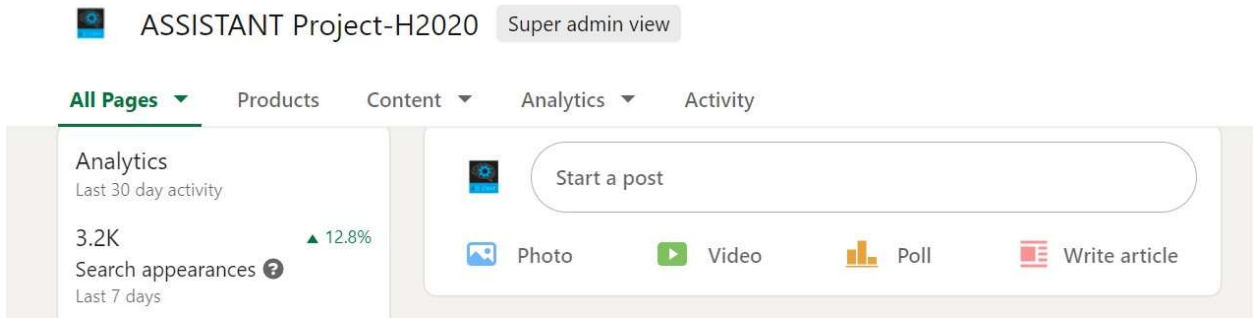 ASSISTANT Project-H2020 Super admin view
All Pages Products Content Analytics Activity
Analytics
Last 30 day activity
3.2K ▲ 12.8%
Search appearances ?
Last 7 days
Start a post
Photo Video Poll Write article